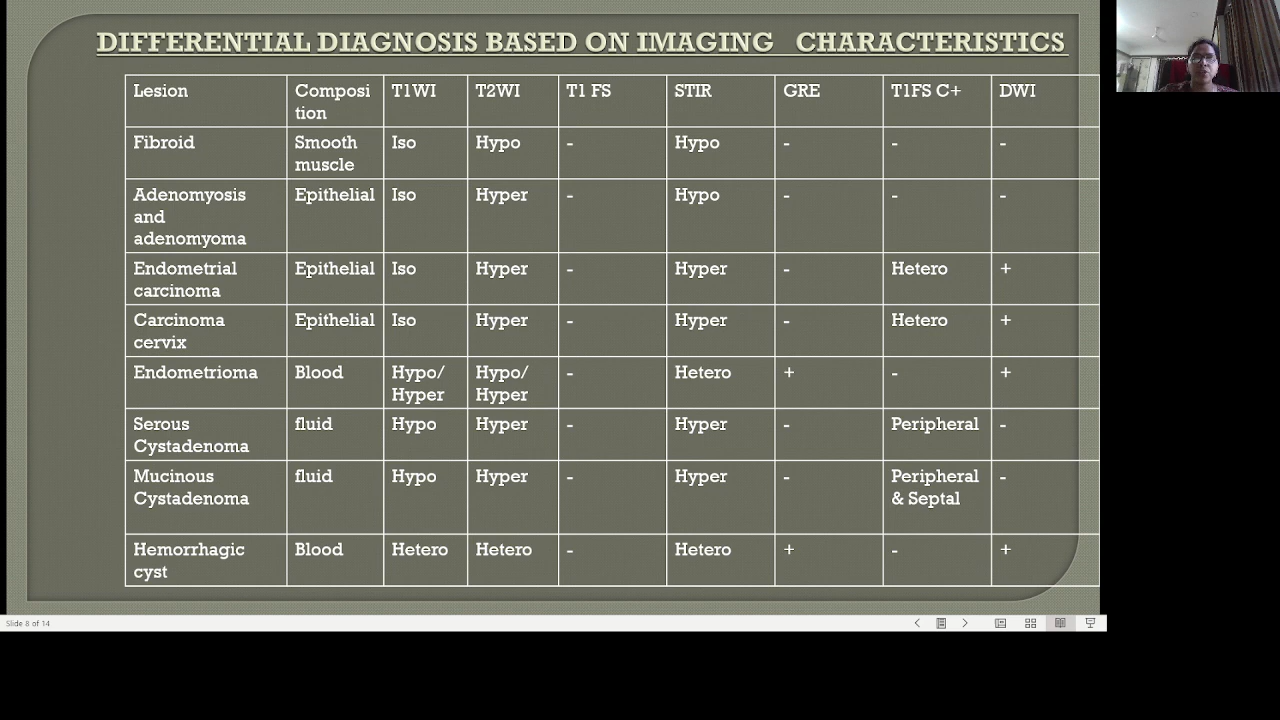 DIFFERENTIAL DIAGNOSIS BASED ON IMAGING CHARACTERISTICS
Lesion Composi tion T1WI T2WI T1 FS STIR GRE T1FS C+ DWI
Fibroid Smooth muscle Iso Hypo - Hypo - - -
Adenomyosis and adenomyoma Epithelial Iso Hyper - Hypo - - -
Endometrial carcinoma Epithelial Iso Hyper - Hyper - Hetero +
Carcinoma cervix Epithelial Iso Hyper - Hyper - Hetero +
Endometrioma Blood Hypo/ Hyper Hypo/ Hyper - Hetero + - +
Serous Cystadenoma fluid Hypo Hyper - Hyper - Peripheral -
Mucinous Cystadenoma fluid Hypo Hyper - Hyper - Peripheral & Septal -
Hemorrhagic cyst Blood Hetero Hetero - Hetero + - +
Slide 8 of 14